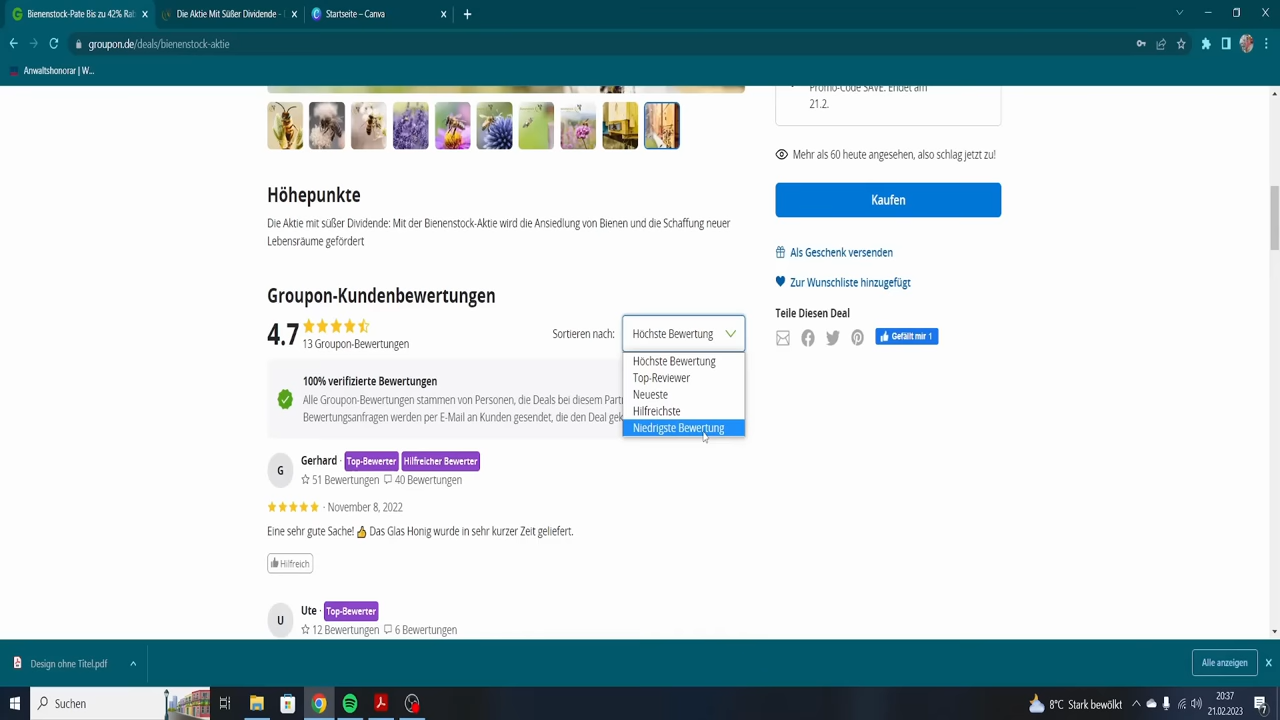 Bienenstock-Pate Bis zu 42% Rab
Super Süße Dividende -
Startseite - Canva
groupon.de/deals/bienenstock-aktie
Anwaltshonorar | W...
Promo-Code SAVE. Endet am
21.2.
Mehr als 60 heute angesehen, also schlag jetzt zu!
Kaufen
Als Geschenk versenden
Zur Wunschliste hinzugefügt
Teile Diesen Deal
Gefällt mir 1
Höhepunkte
Die Aktie mit süßer Dividende: Mit der Bienenstock-Aktie wird die Ansiedlung von Bienen und die Schaffung neuer
Lebensräume gefördert
Groupon-Kundenbewertungen
4.7
13 Groupon-Bewertungen
Sortieren nach:
Höchste Bewertung
Höchste Bewertung
Top-Reviewer
Neueste
Hilfreichste
Niedrigste Bewertung
100% verifizierte Bewertungen
Alle Groupon-Bewertungen stammen von Personen, die Deals bei diesem Part
Bewertungsanfragen werden per E-Mail an Kunden gesendet, die den Deal gek
G
Gerhard · Top-Bewerter Hilfreicher Bewerter
51 Bewertungen 40 Bewertungen
· November 8, 2022
Eine sehr gute Sache! 👍 Das Glas Honig wurde in sehr kurzer Zeit geliefert.
Hilfreich
U
Ute · Top-Bewerter
12 Bewertungen 6 Bewertungen
Design ohne Titel.pdf
Alle anzeigen
Suchen
8°C Stark bewölkt
20:37
21.02.2023